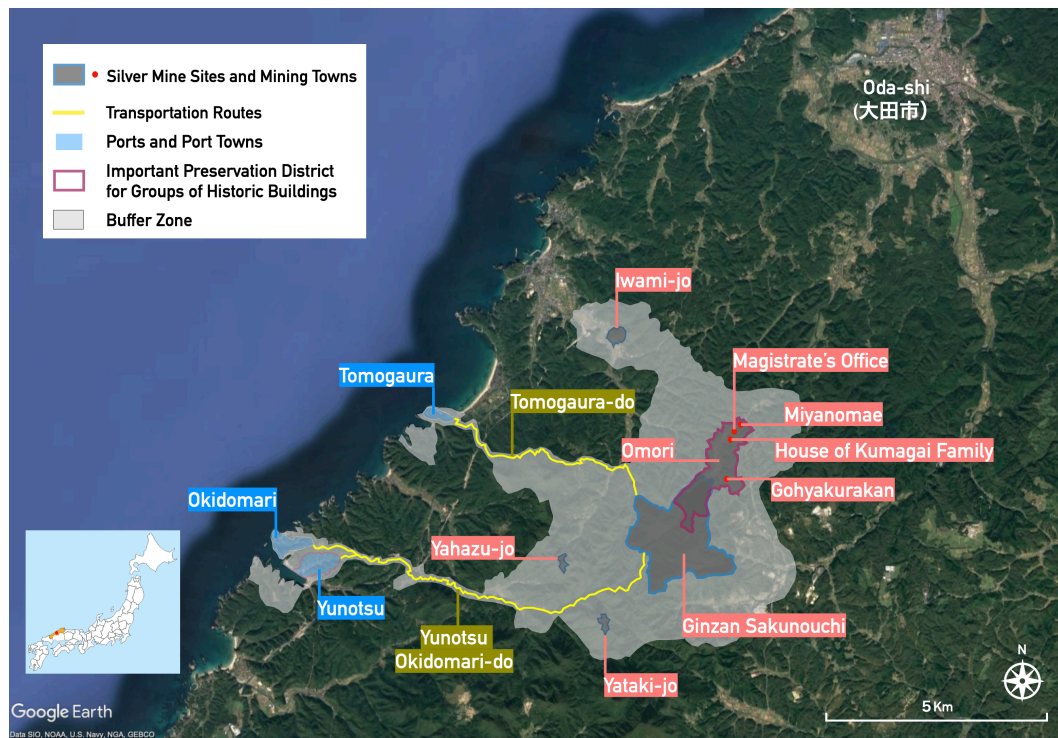 Silver Mine Sites and Mining Towns
Transportation Routes
Ports and Port Towns
Important Preservation District
for Groups of Historic Buildings
Buffer Zone
Oda-shi
(大田市)
Iwami-jo
Magistrate's Office
Tomogaura
Tomogaura-do
Miyanomae
Omori
House of Kumagai Family
Gohyakurakan
Okidomari
Yahazu-jo
Yunotsu
Ginzan Sakunouchi
Yunotsu
Okidomari-do
Yataki-jo
N
5 Km
Google Earth
Data SIO, NOAA, U.S. Navy, NGA, GEBCO